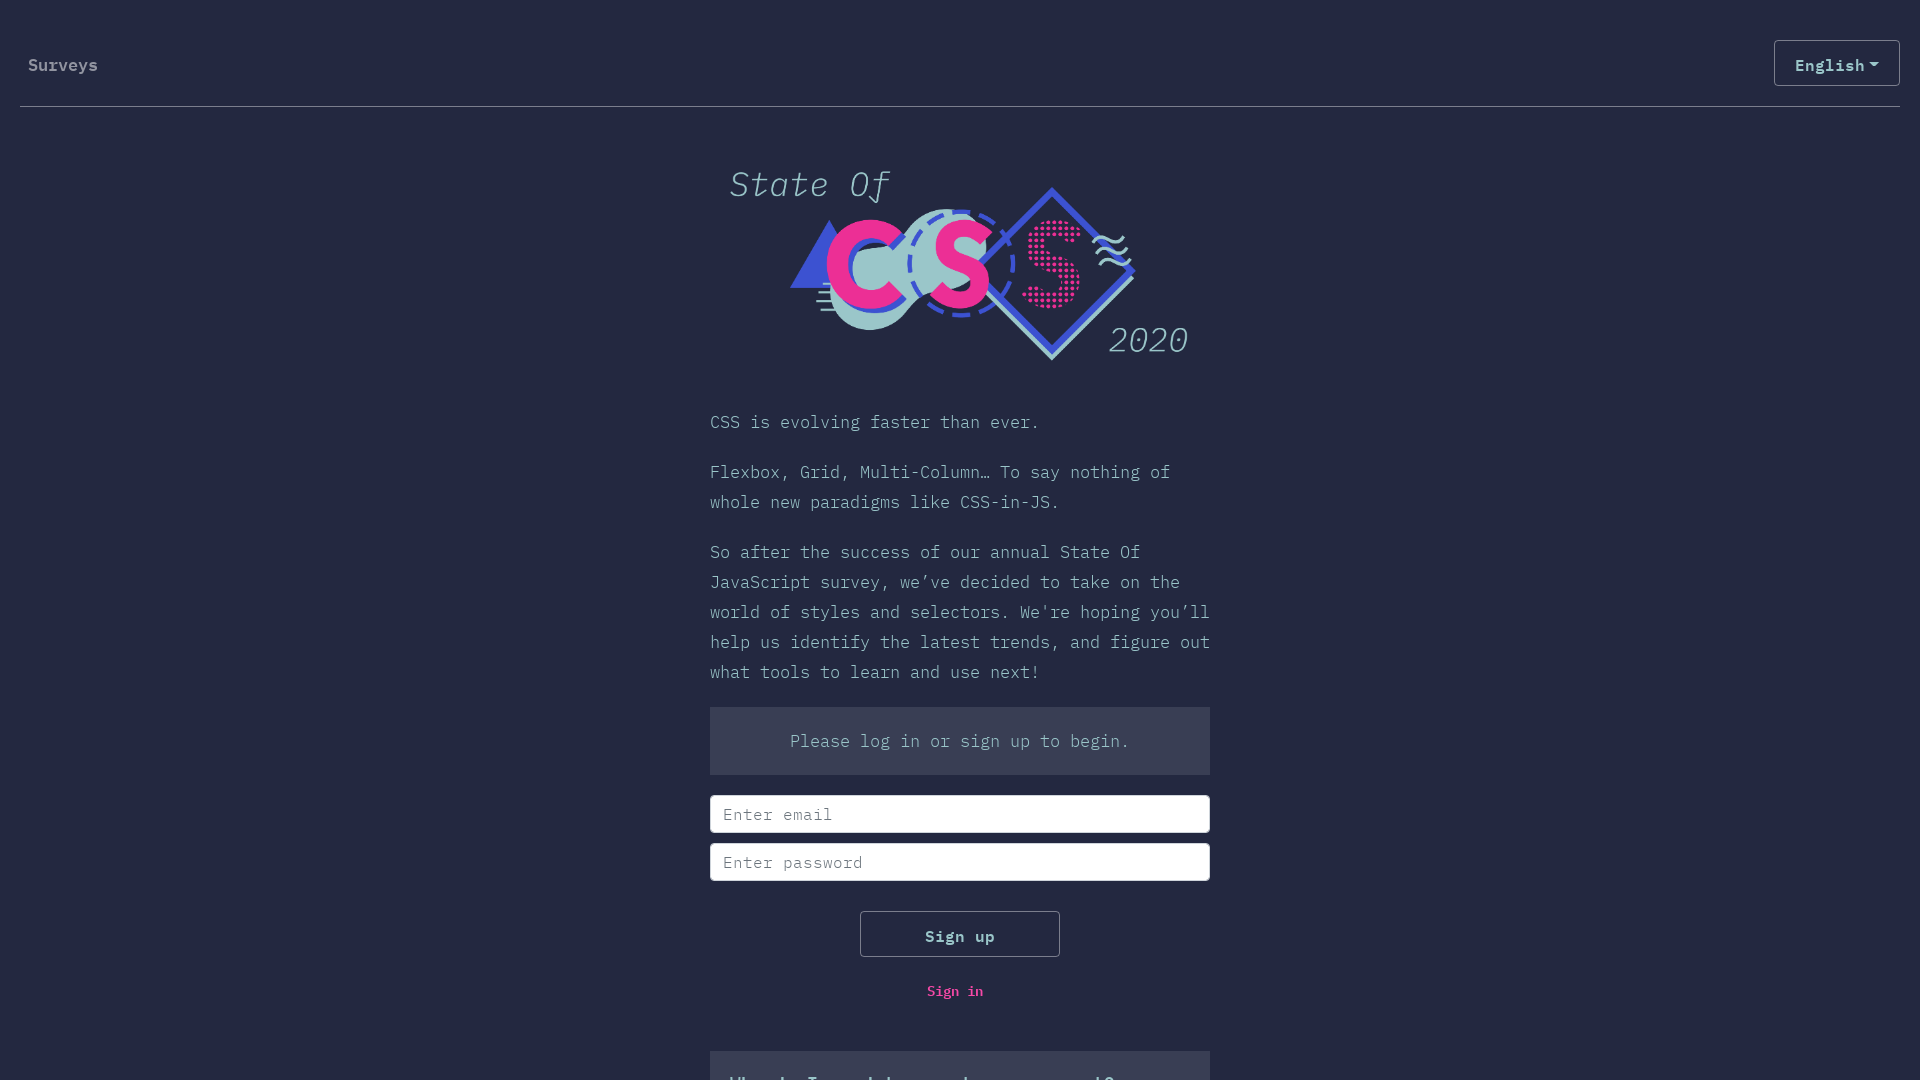 Surveys
English
State Of
CSS
2020
CSS is evolving faster than ever.
Flexbox, Grid, Multi-Column… To say nothing of
whole new paradigms like CSS-in-JS.
So after the success of our annual State Of
JavaScript survey, we’ve decided to take on the
world of styles and selectors. We're hoping you’ll
help us identify the latest trends, and figure out
what tools to learn and use next!
Please log in or sign up to begin.
Enter email
Enter password
Sign up
Sign in